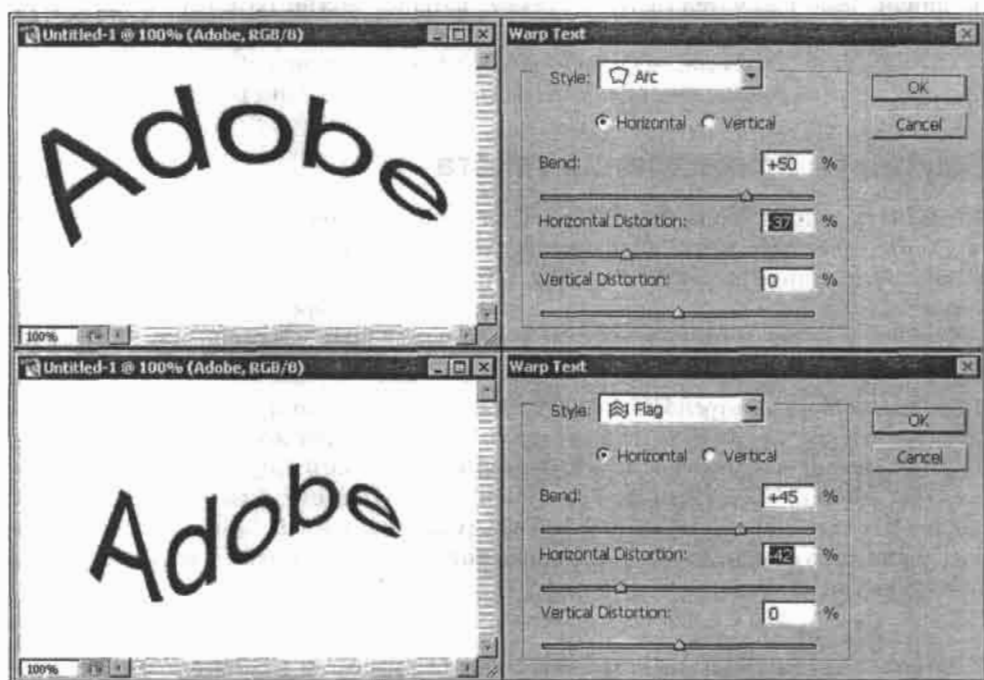 Untitled-1 @ 100% (Adobe, RGB/8)
Adobe
100%
Warp Text
Style: Arc
Horizontal Vertical
Bend: +50 %
Horizontal Distortion: -37 %
Vertical Distortion: 0 %
OK
Cancel
Untitled-1 @ 100% (Adobe, RGB/8)
Adobe
100%
Warp Text
Style: Flag
Horizontal Vertical
Bend: +45 %
Horizontal Distortion: -42 %
Vertical Distortion: 0 %
OK
Cancel